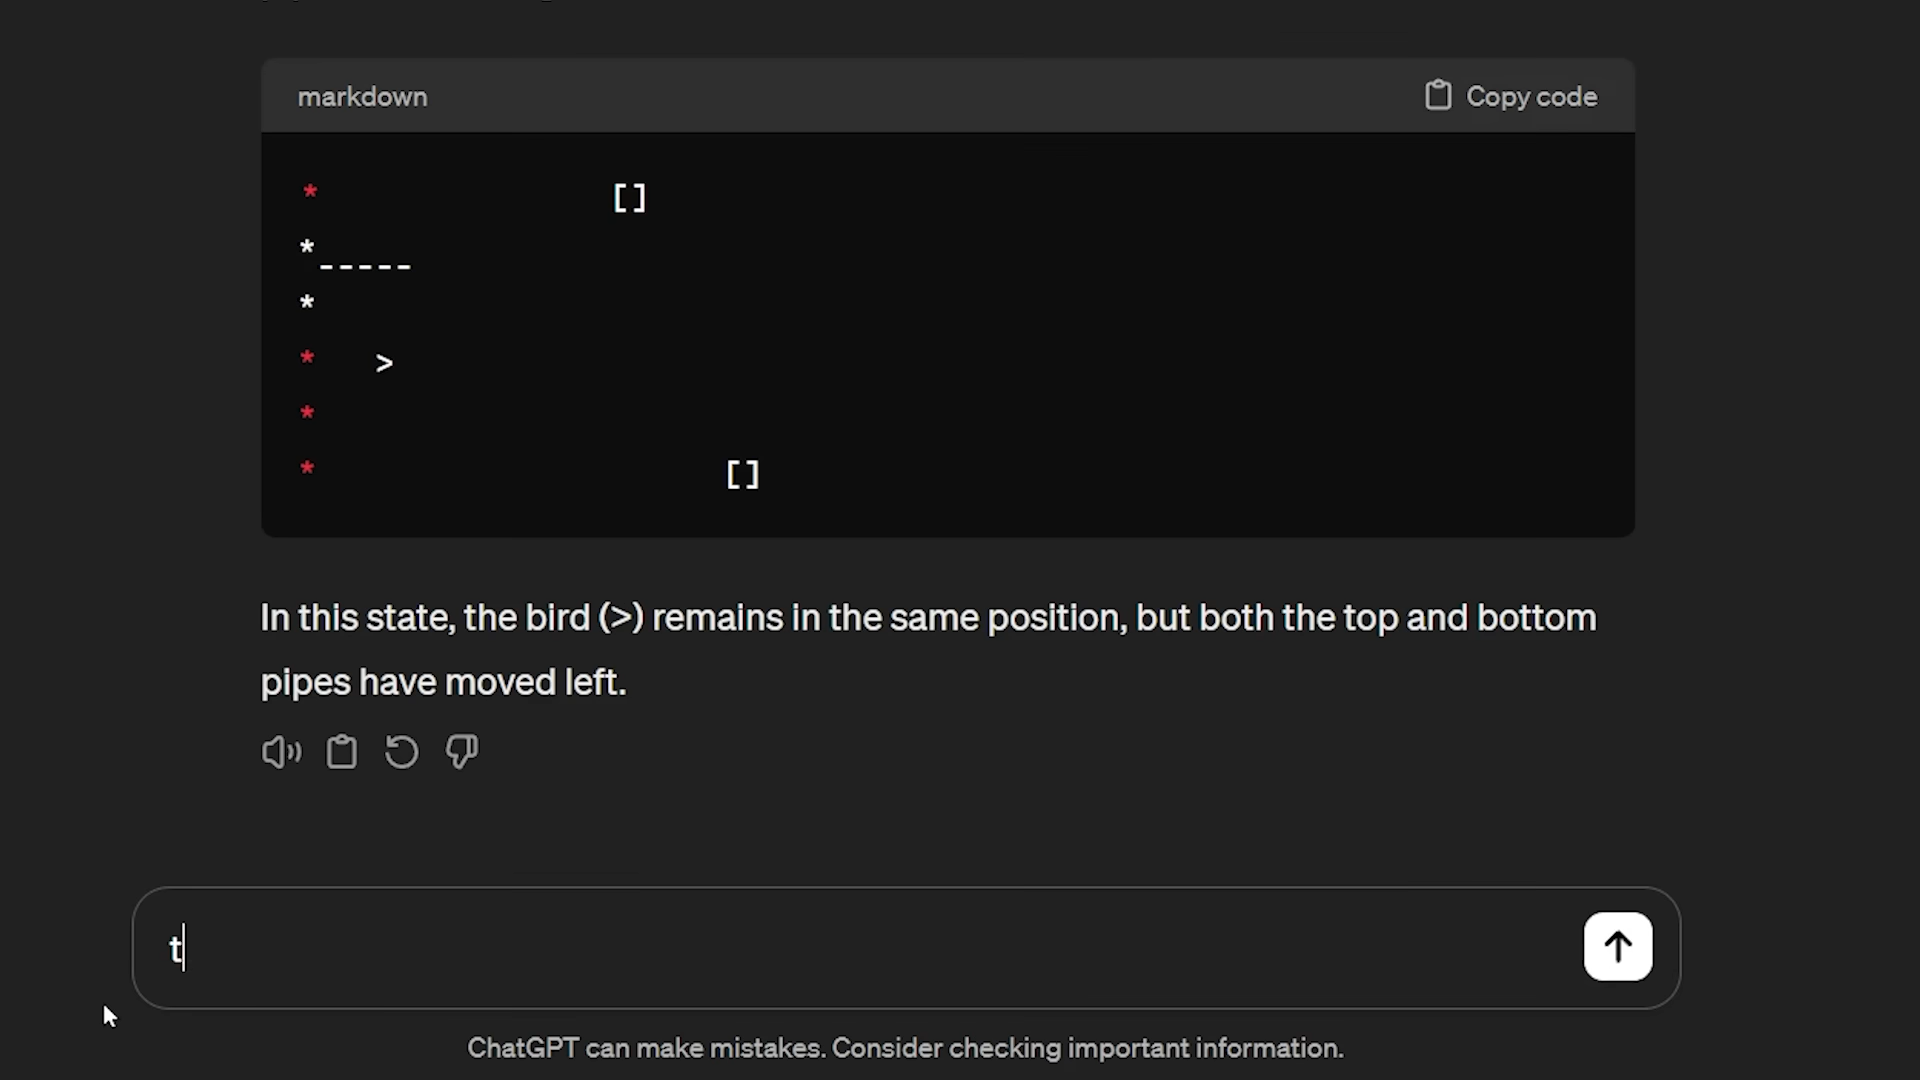 markdown
Copy code
* []
*-----
*
* >
*
* []
In this state, the bird (>) remains in the same position, but both the top and bottom
pipes have moved left.
t
ChatGPT can make mistakes. Consider checking important information.